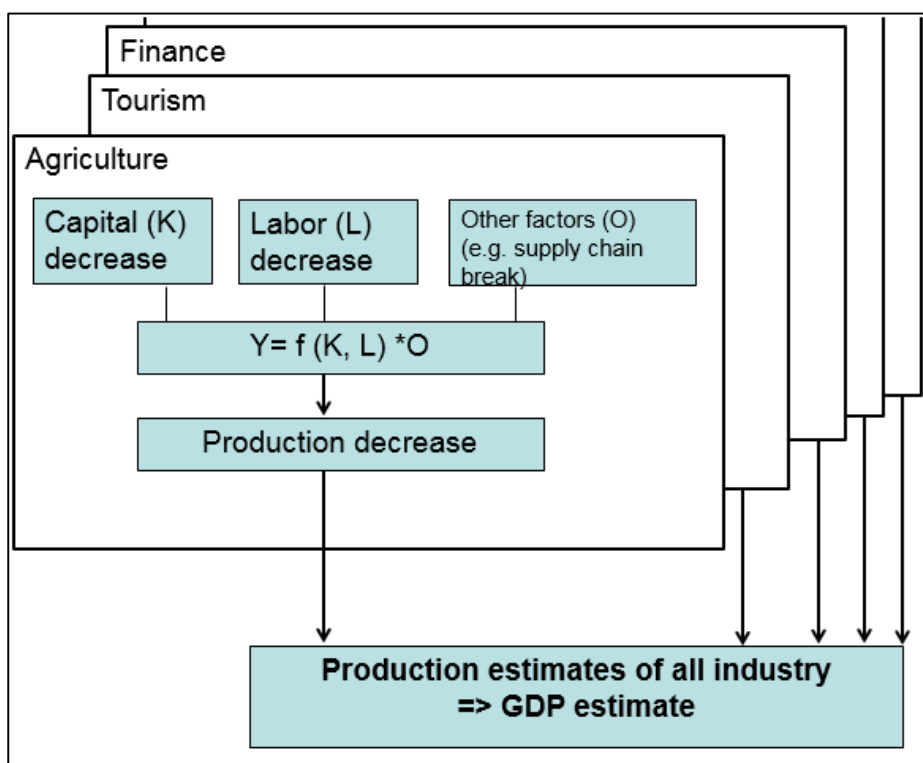 Finance
Tourism
Agriculture
Capital (K)
decrease
Labor (L)
decrease
Other factors (O)
(e.g. supply chain
break)
Y= f (K, L) *O
Production decrease
Production estimates of all industry
=> GDP estimate